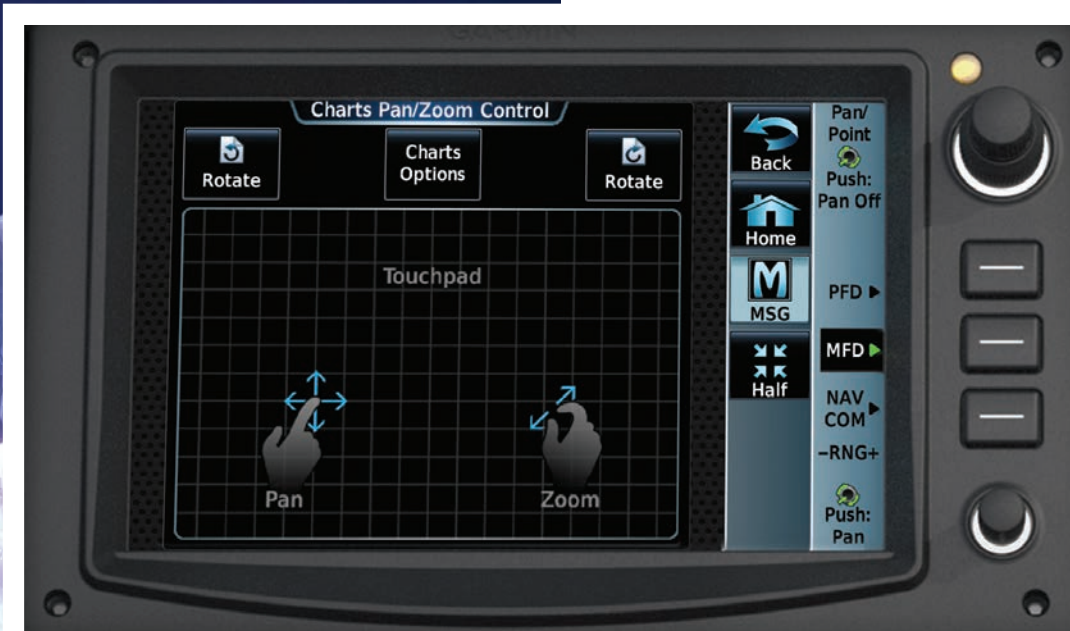 GARMIN
Charts Pan/Zoom Control
Rotate
Charts
Options
Rotate
Touchpad
Pan
Zoom
Back
Home
M
MSG
Half
Pan/
Point
Push:
Pan Off
PFD
MFD
NAV
COM
–RNG+
Push:
Pan